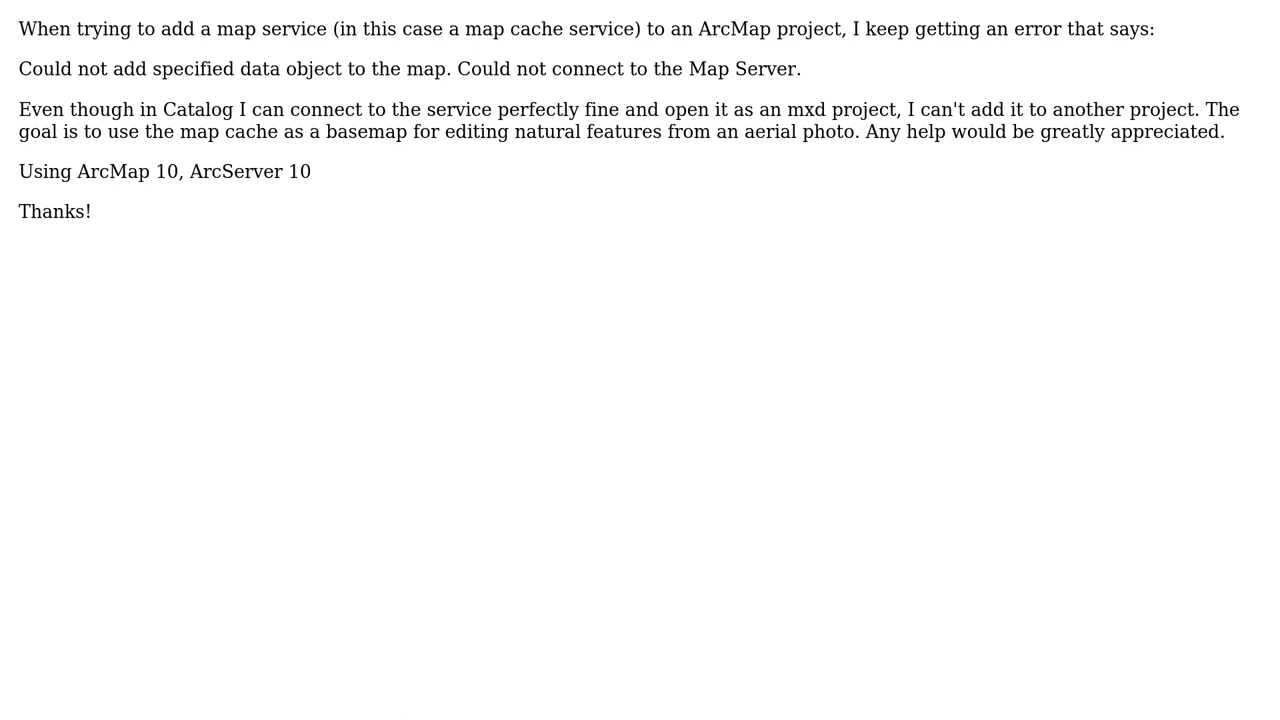 When trying to add a map service (in this case a map cache service) to an ArcMap project, I keep getting an error that says:
Could not add specified data object to the map. Could not connect to the Map Server.
Even though in Catalog I can connect to the service perfectly fine and open it as an mxd project, I can't add it to another project. The
goal is to use the map cache as a basemap for editing natural features from an aerial photo. Any help would be greatly appreciated.
Using ArcMap 10, ArcServer 10
Thanks!